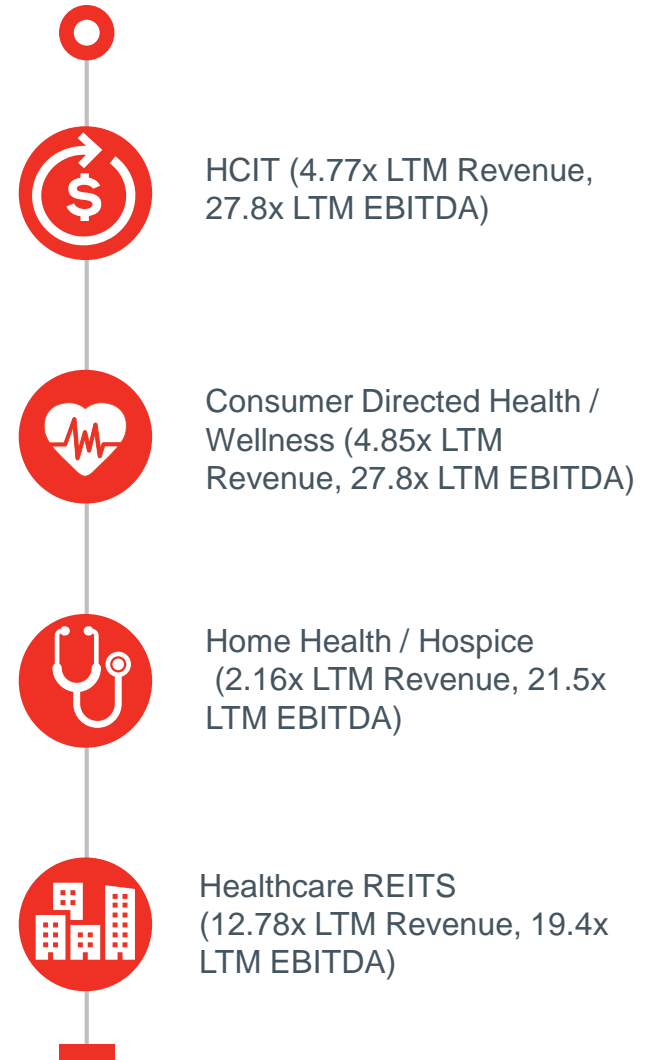 $
HCIT (4.77x LTM Revenue,
27.8x LTM EBITDA)
Consumer Directed Health /
Wellness (4.85x LTM
Revenue, 27.8x LTM EBITDA)
Home Health / Hospice
(2.16x LTM Revenue, 21.5x
LTM EBITDA)
Healthcare REITS
(12.78x LTM Revenue, 19.4x
LTM EBITDA)